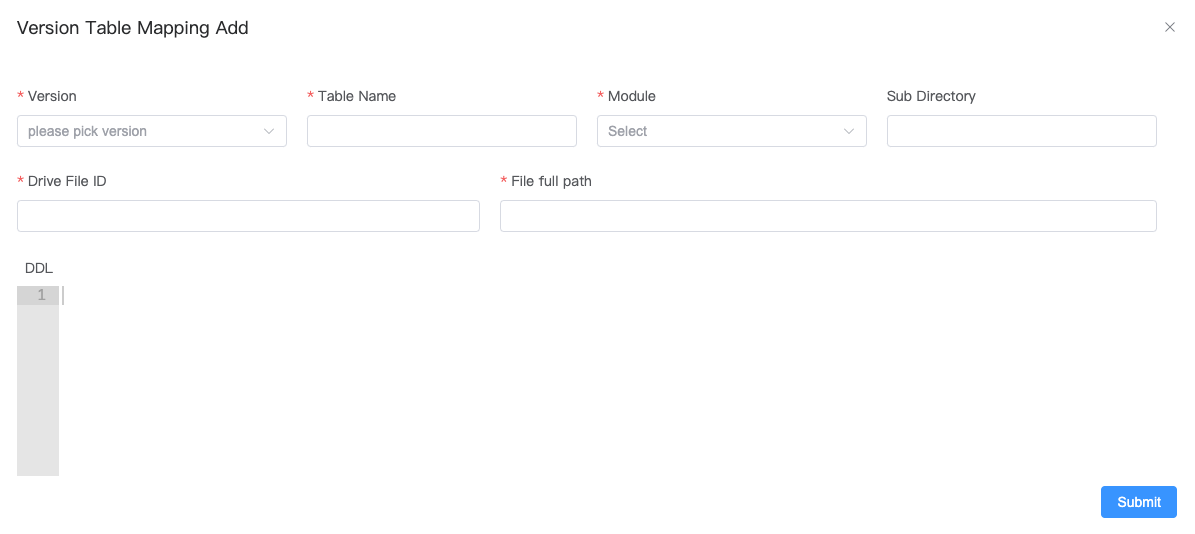 Version Table Mapping Add
* Version * Table Name * Module Sub Directory
please pick version Select
* Drive File ID * File full path
DDL
1
Submit